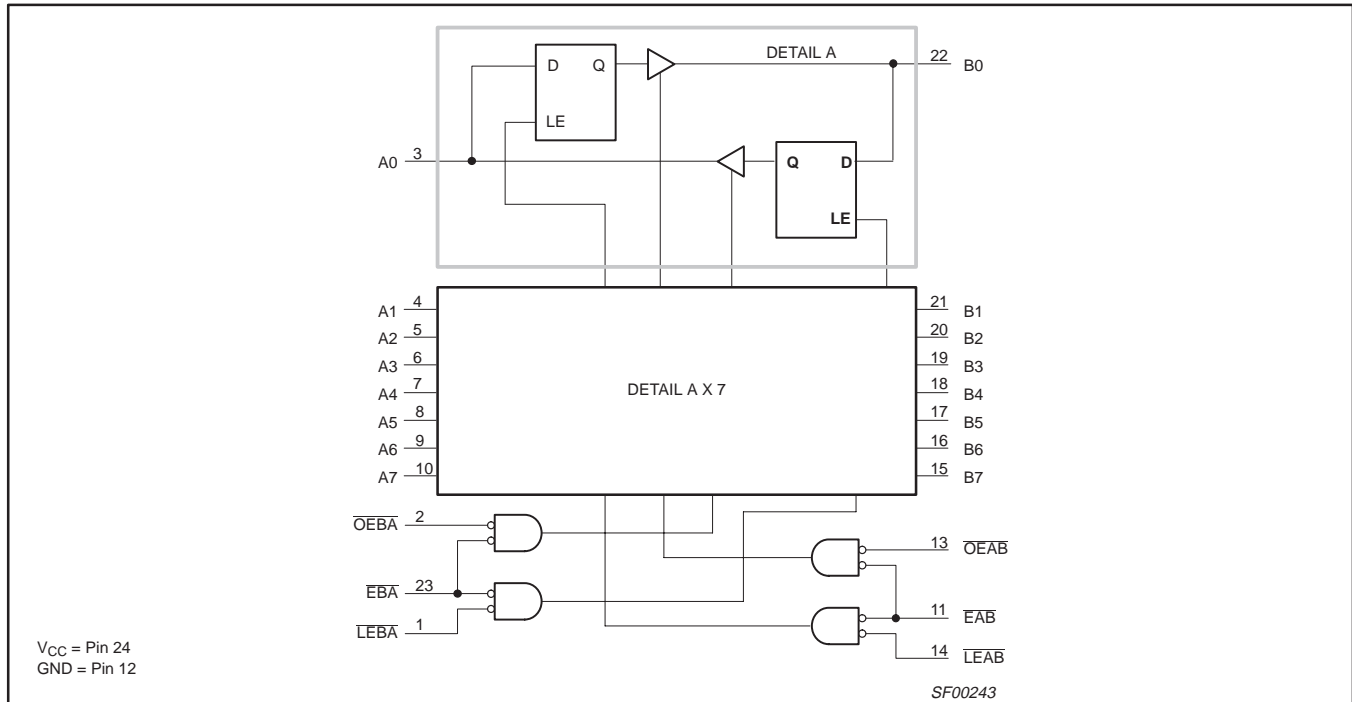 DETAIL A
D Q
LE
22 B0
A0 3
Q D
LE
A1 4
A2 5
A3 6
A4 7
A5 8
A6 9
A7 10
DETAIL A X 7
21 B1
20 B2
19 B3
18 B4
17 B5
16 B6
15 B7
OEBA 2
EBA 23
LEBA 1
13 OEAB
11 EAB
14 LEAB
VCC = Pin 24
GND = Pin 12
SF00243